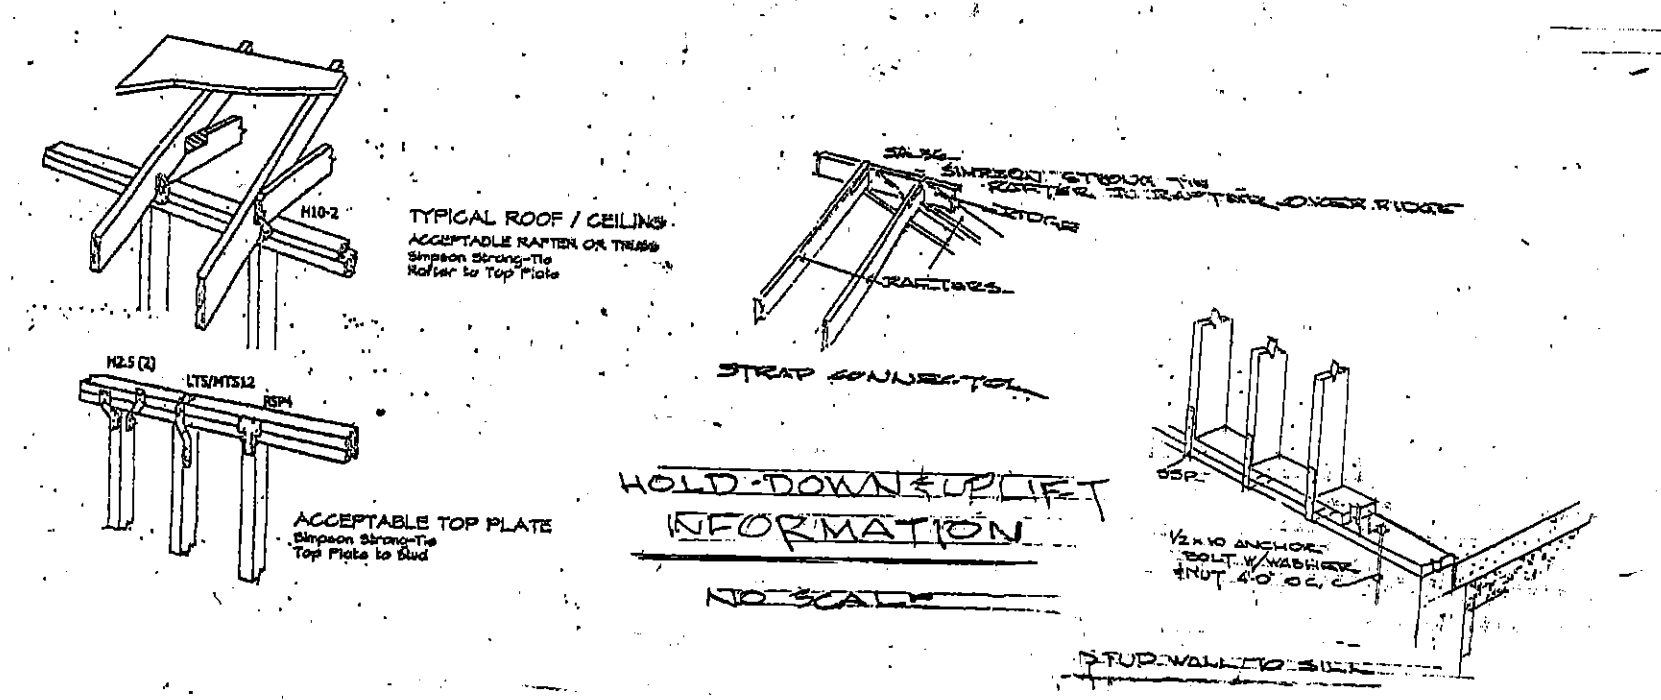 H10-2
TYPICAL ROOF / CEILING
ACCEPTABLE RAFTER OR TRUSS
Simpson Strong-Tie
Rafter to Top Plate
H2.5 (2)
LTS/MTS12
RSP4
ACCEPTABLE TOP PLATE
Simpson Strong-Tie
Top Plate to Stud
SIMPSON STRONG TIE
RAFTER TO RAFTER OVER RIDGE
RIDGE
RAFTERS
STRAP CONNECTOR
HOLD-DOWN & UPLIFT
INFORMATION
NO SCALE
SSP
1/2 x 10 ANCHOR
BOLT W/ WASHER
& NUT 4-0" O.C.
STUD WALL TO SILL